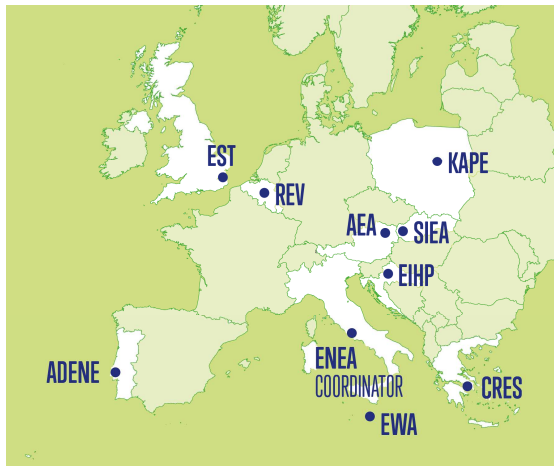 EST
KAPE
REV
AEA
SIEA
EIHP
ENEA
COORDINATOR
ADENE
CRES
EWA